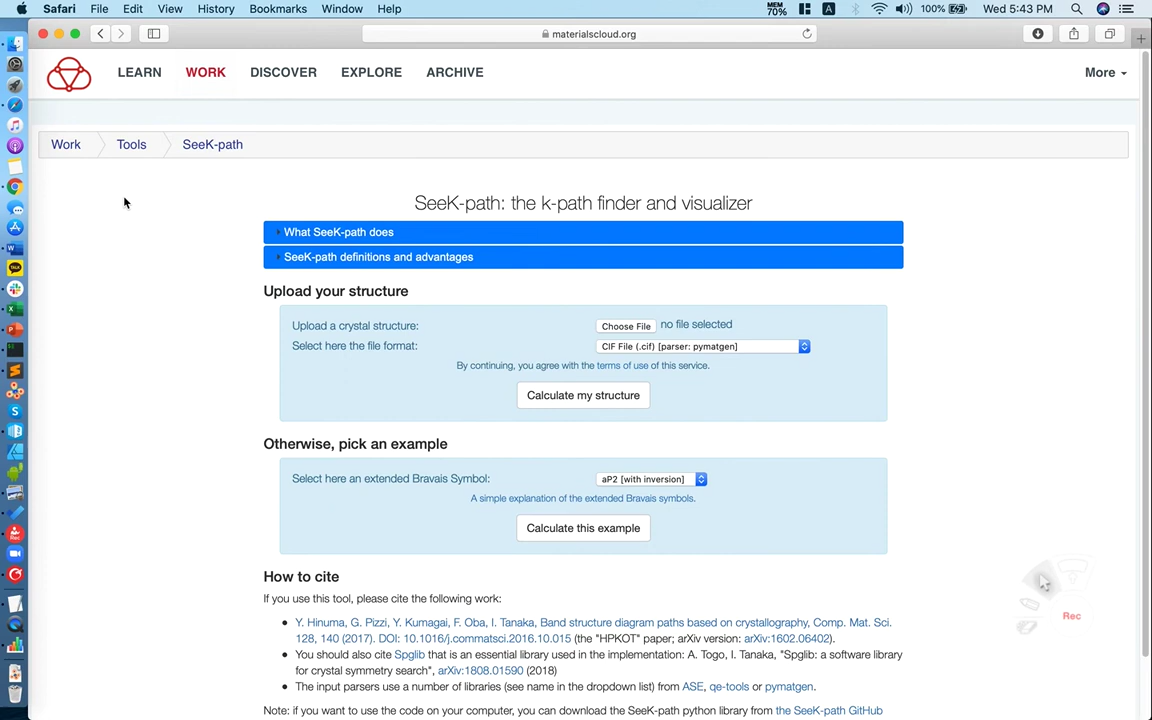 Safari File Edit View History Bookmarks Window Help MEM 70% A 100% Wed 5:43 PM
materialscloud.org
LEARN WORK DISCOVER EXPLORE ARCHIVE More
Work Tools SeeK-path
SeeK-path: the k-path finder and visualizer
What SeeK-path does
SeeK-path definitions and advantages
Upload your structure
Upload a crystal structure: Choose File no file selected
Select here the file format: CIF File (.cif) [parser: pymatgen]
By continuing, you agree with the terms of use of this service.
Calculate my structure
Otherwise, pick an example
Select here an extended Bravais Symbol: aP2 [with inversion]
A simple explanation of the extended Bravais symbols.
Calculate this example
How to cite
If you use this tool, please cite the following work:
Y. Hinuma, G. Pizzi, Y. Kumagai, F. Oba, I. Tanaka, Band structure diagram paths based on crystallography, Comp. Mat. Sci.
128, 140 (2017). DOI: 10.1016/j.commatsci.2016.10.015 (the "HPKOT" paper; arXiv version: arXiv:1602.06402).
You should also cite Spglib that is an essential library used in the implementation: A. Togo, I. Tanaka, "Spglib: a software library
for crystal symmetry search", arXiv:1808.01590 (2018)
The input parsers use a number of libraries (see name in the dropdown list) from ASE, qe-tools or pymatgen.
Note: if you want to use the code on your computer, you can download the SeeK-path python library from the SeeK-path GitHub
Rec